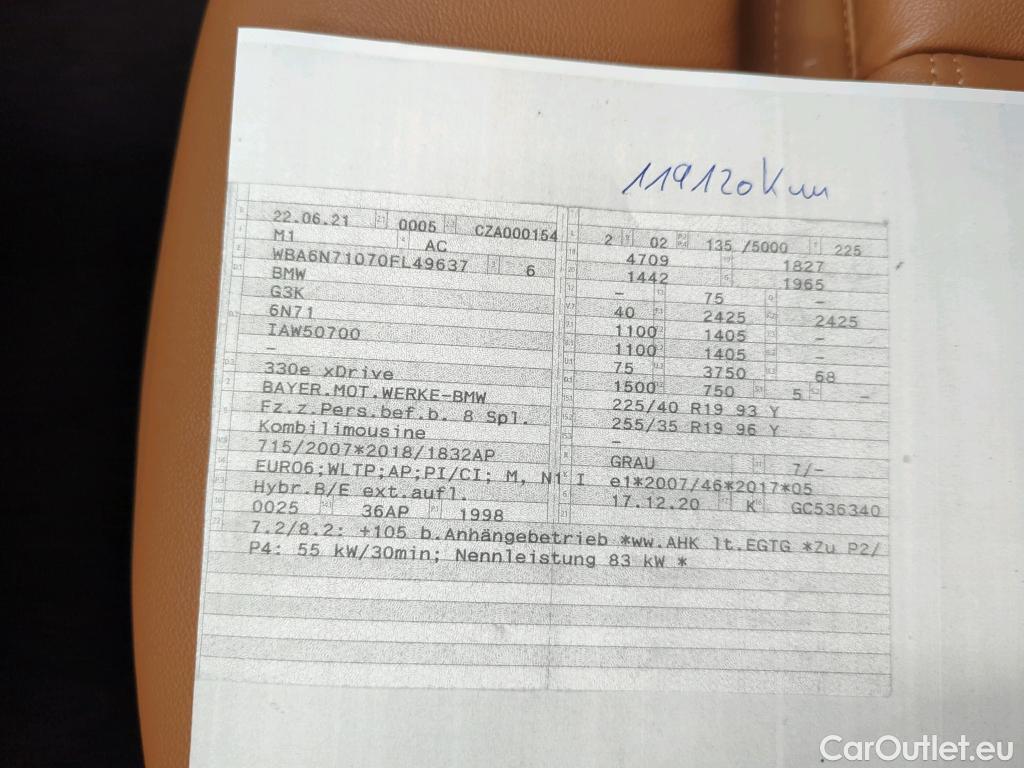 119120 Km
22.06.21 0005 CZA000154 2 02 135 /5000 225
M1 AC 4709 1827
WBA6N71070FL49637 6 1442 1965
BMW – 75 –
G3K 40 2425 2425
6N71 1100 1405 –
IAW50700 1100 1405 –
– 75 3750 68
330e xDrive 1500 750 5 –
BAYER.MOT.WERKE-BMW 225/40 R19 93 Y
Fz.z.Pers.bef.b. 8 Spl. 255/35 R19 96 Y
Kombilimousine –
715/2007*2018/1832AP GRAU 7/–
EURO6;WLTP;AP;PI/CI; M, N1 I e1*2007/46*2017*05
Hybr.B/E ext.aufl. 17.12.20 K GC536340
0025 36AP 1998
7.2/8.2: +105 b.Anhängebetrieb *ww.AHK lt.EGTG *Zu P2/
P4: 55 kW/30min; Nennleistung 83 kW *
CarOutlet.eu